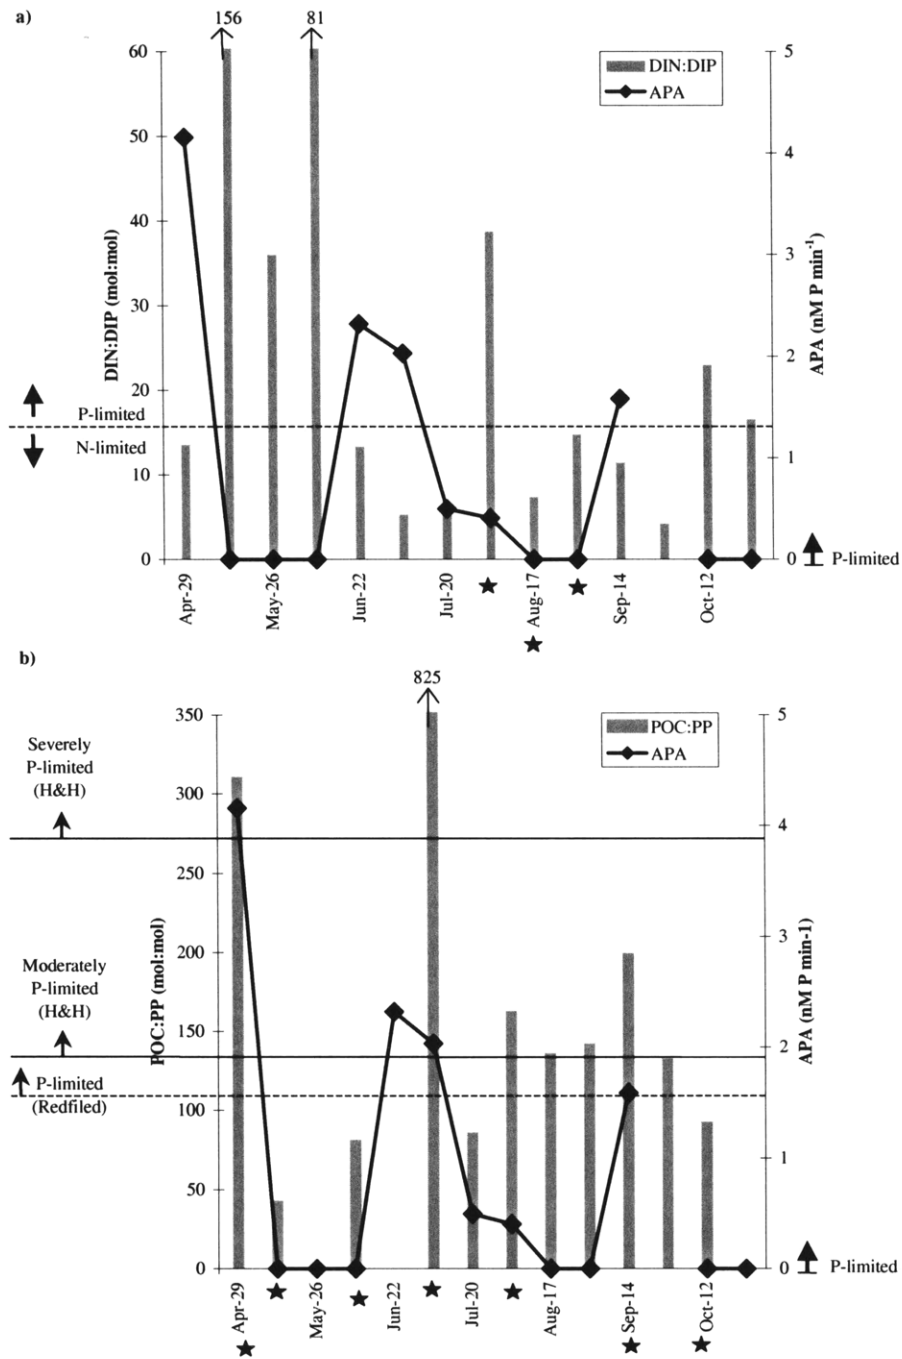 a)
156
81
60
50
40
30
20
10
0
DIN:DIP (mol:mol)
P-limited
N-limited
DIN:DIP
APA
5
4
3
2
1
0
APA (nM P min⁻¹)
P-limited
Apr-29
May-26
Jun-22
Jul-20
Aug-17
Sep-14
Oct-12
b)
825
Severely
P-limited
(H&H)
Moderately
P-limited
(H&H)
P-limited
(Redfiled)
350
300
250
200
150
100
50
0
POC:PP (mol:mol)
POC:PP
APA
5
4
3
2
1
0
APA (nM P min-1)
P-limited
Apr-29
May-26
Jun-22
Jul-20
Aug-17
Sep-14
Oct-12